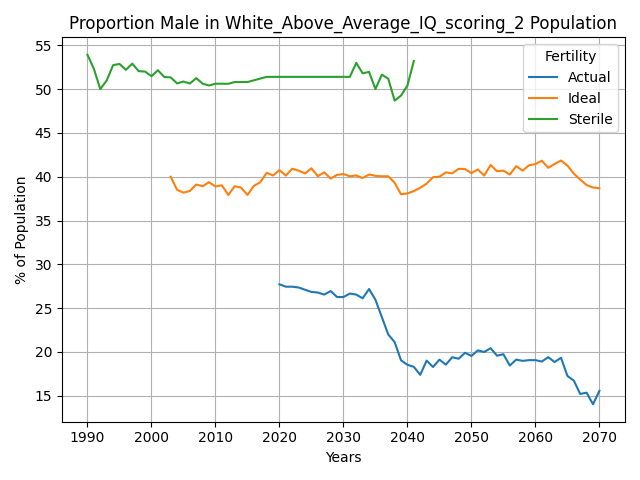 Proportion Male in White_Above_Average_IQ_scoring_2 Population
Fertility
Actual
Ideal
Sterile
% of Population
55
50
45
40
35
30
25
20
15
1990 2000 2010 2020 2030 2040 2050 2060 2070
Years